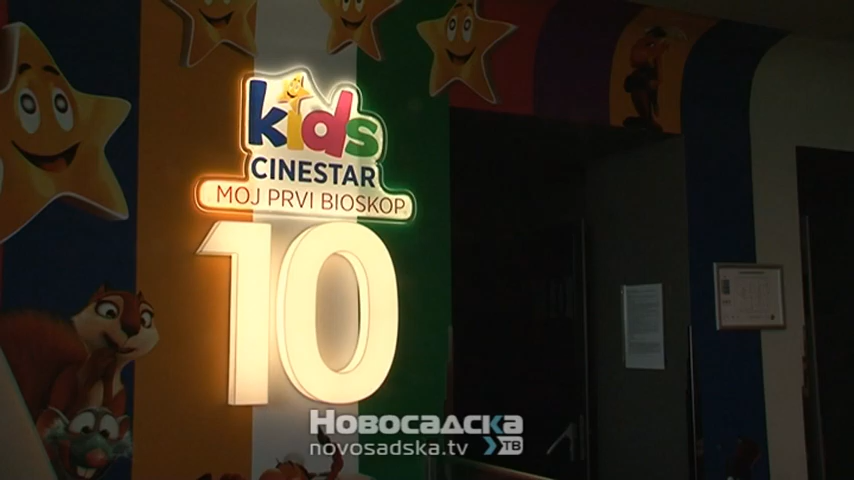 kids
CINESTAR
MOJ PRVI BIOSKOP
10
НОВОСАДСКА
novosadska.tv ТВ